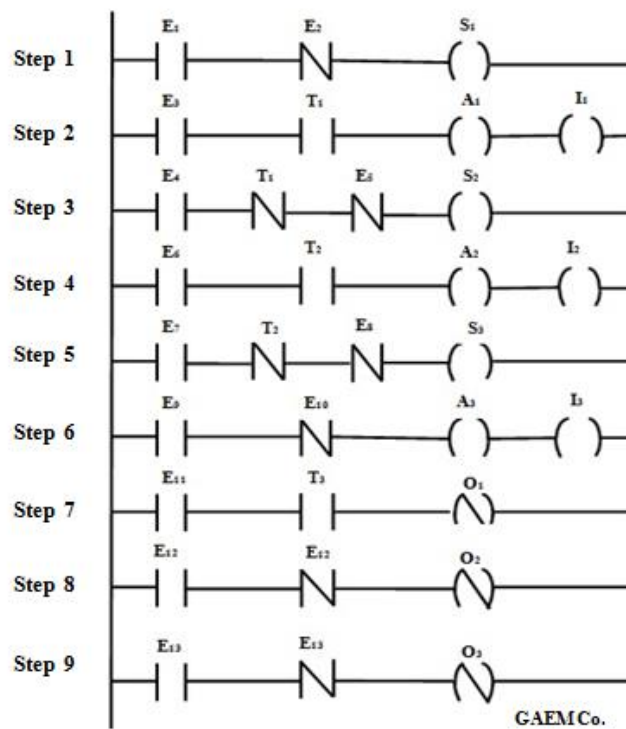 E₁ E₂ S₁
Step 1
E₃ T₁ A₁ I₁
Step 2
E₄ T₁ E₅ S₂
Step 3
E₆ T₂ A₂ I₂
Step 4
E₇ T₂ E₈ S₃
Step 5
E₉ E₁₀ A₃ I₃
Step 6
E₁₁ T₃ O₁
Step 7
E₁₂ E₁₂ O₂
Step 8
E₁₃ E₁₃ O₃
Step 9
GAEM Co.